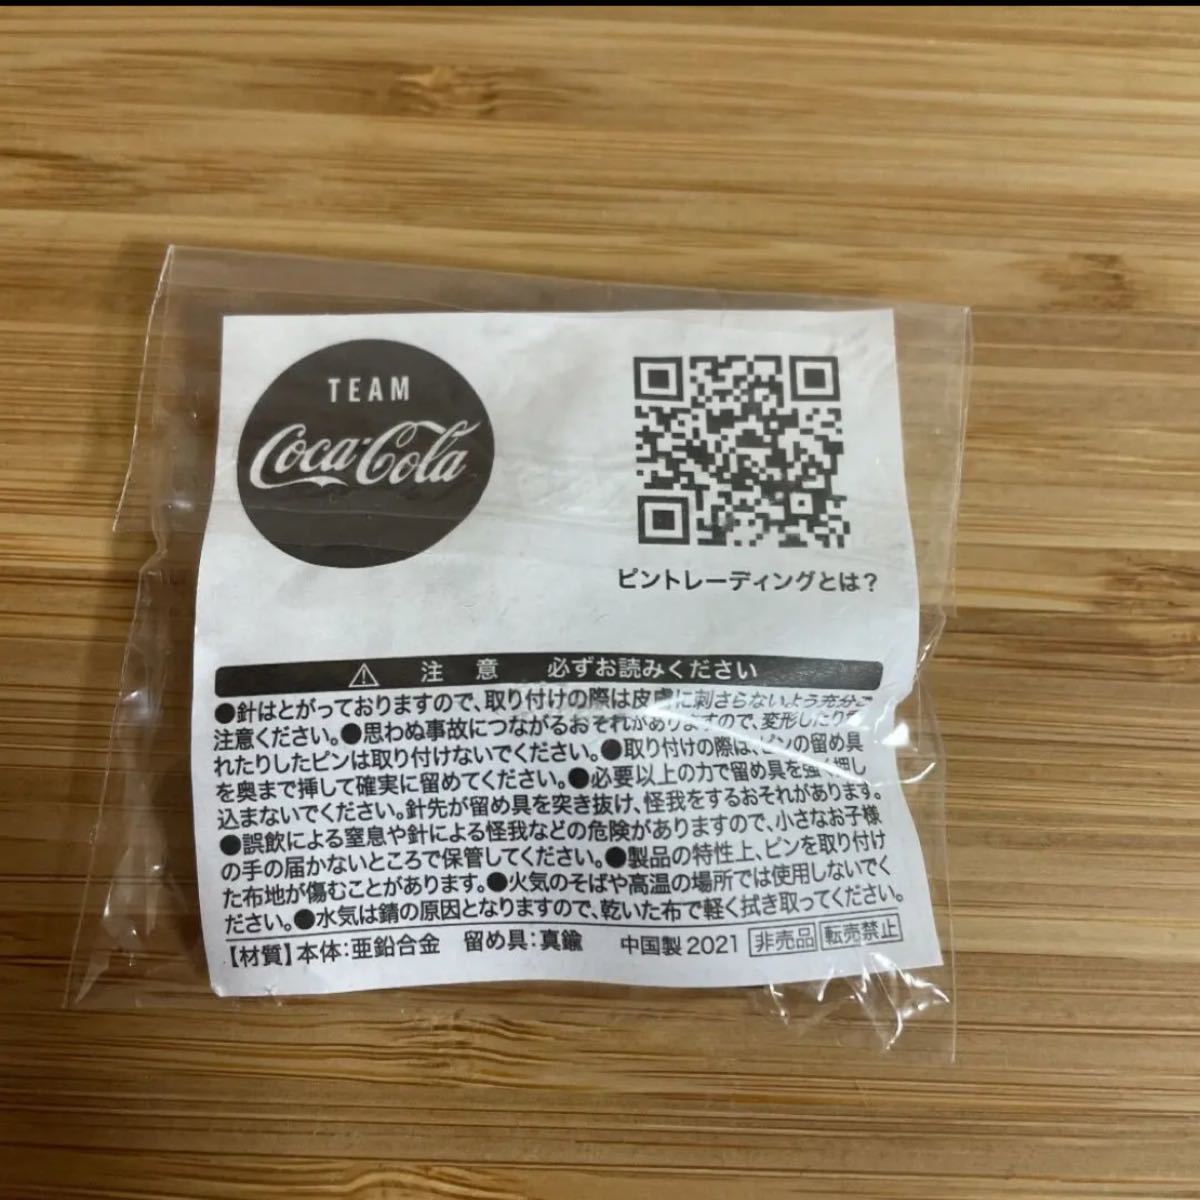 TEAM
Coca-Cola
ピントレーディングとは?
注 意 必ずお読みください
●針はとがっておりますので、取り付けの際は皮膚に刺さらないよう充分ご
注意ください。●思わぬ事故につながるおそれがありますので、変形したり
れたりしたピンは取り付けないでください。●取り付けの際は、ピンの留め具
を奥まで挿して確実に留めてください。●必要以上の力で留め具を強く押し
込まないでください。針先が留め具を突き抜け、怪我をするおそれがあります。
●誤飲による窒息や針による怪我などの危険がありますので、小さなお子様
の手の届かないところで保管してください。●製品の特性上、ピンを取り付け
た布地が傷むことがあります。●火気のそばや高温の場所では使用しないでく
ださい。●水気は錆の原因となりますので、乾いた布で軽く拭き取ってください。
【材質】本体:亜鉛合金 留め具:真鍮 中国製 2021 非売品 転売禁止